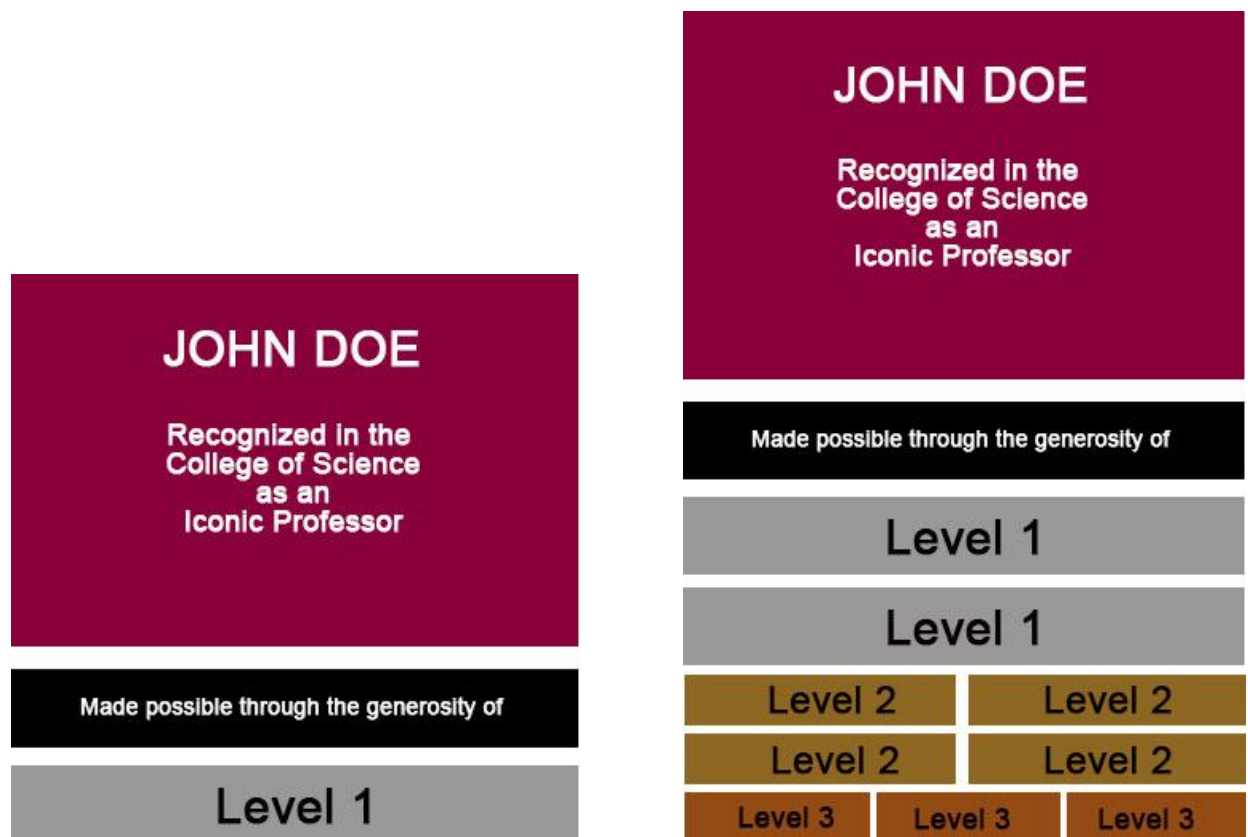 JOHN DOE
Recognized in the
College of Science
as an
Iconic Professor
Made possible through the generosity of
Level 1
JOHN DOE
Recognized in the
College of Science
as an
Iconic Professor
Made possible through the generosity of
Level 1
Level 1
Level 2 Level 2
Level 2 Level 2
Level 3 Level 3 Level 3